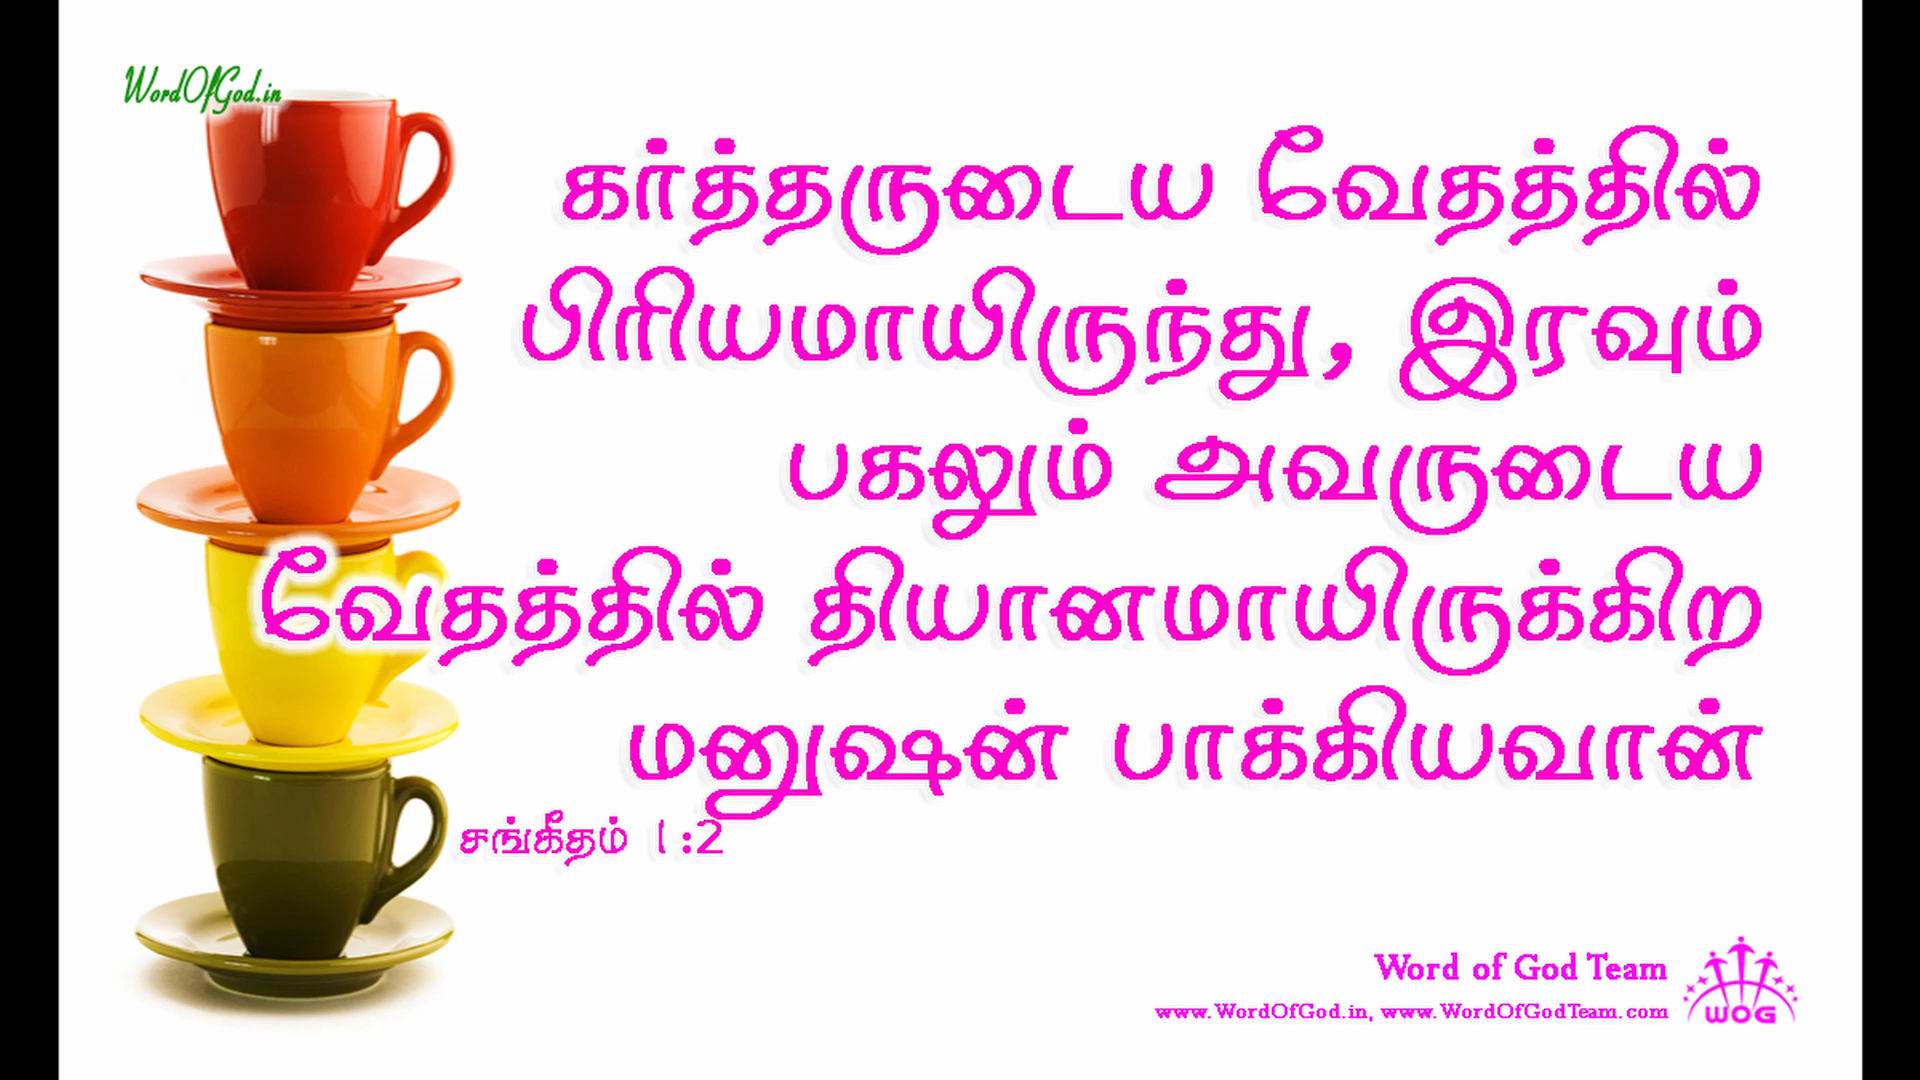 WordOfGod.in
கர்த்தருடைய வேதத்தில்
பிரியமாயிருந்து, இரவும்
பகலும் அவருடைய
வேதத்தில் தியானமாயிருக்கிற
மனுஷன் பாக்கியவான்
சங்கீதம் 1:2
Word of God Team
www.WordOfGod.in, www.WordOfGodTeam.com
WOG